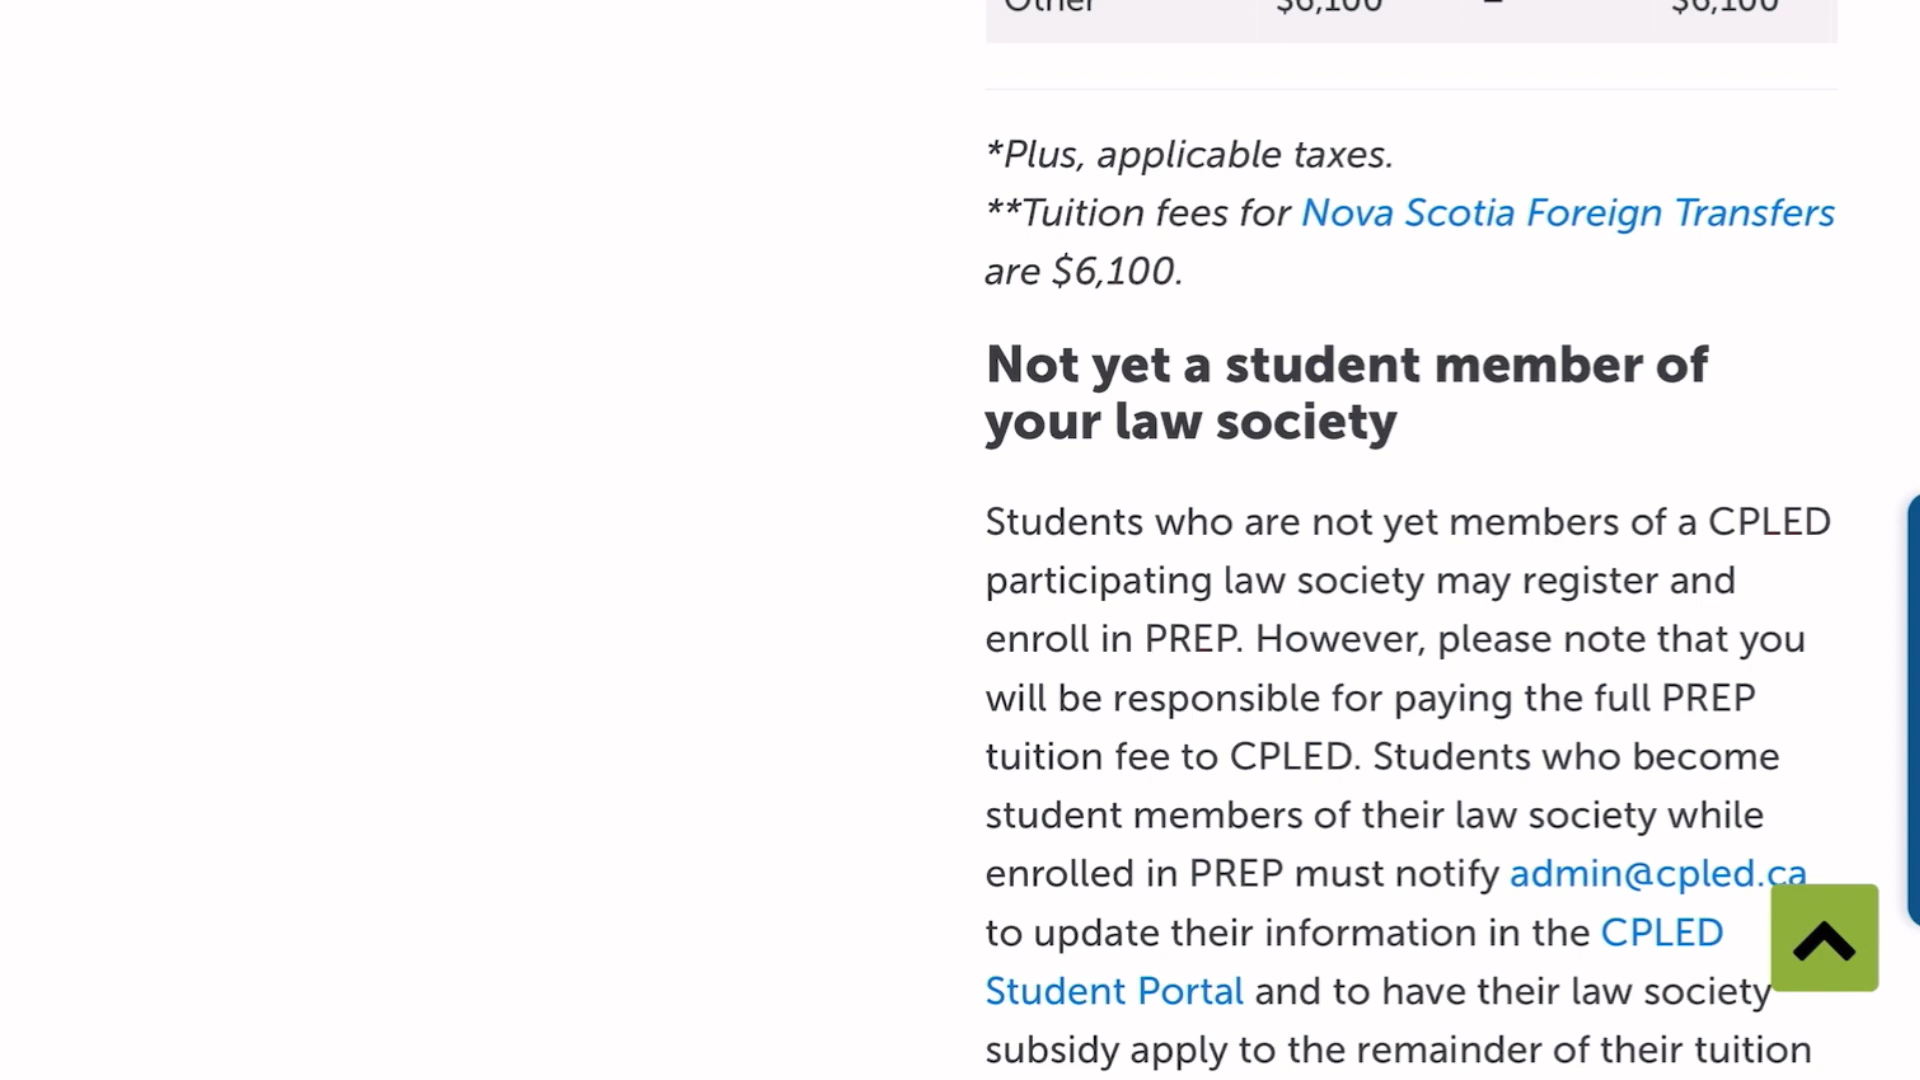 Other $6,100 – $6,100
*Plus, applicable taxes.
**Tuition fees for Nova Scotia Foreign Transfers
are $6,100.
Not yet a student member of
your law society
Students who are not yet members of a CPLED
participating law society may register and
enroll in PREP. However, please note that you
will be responsible for paying the full PREP
tuition fee to CPLED. Students who become
student members of their law society while
enrolled in PREP must notify admin@cpled.ca
to update their information in the CPLED
Student Portal and to have their law society
subsidy apply to the remainder of their tuition